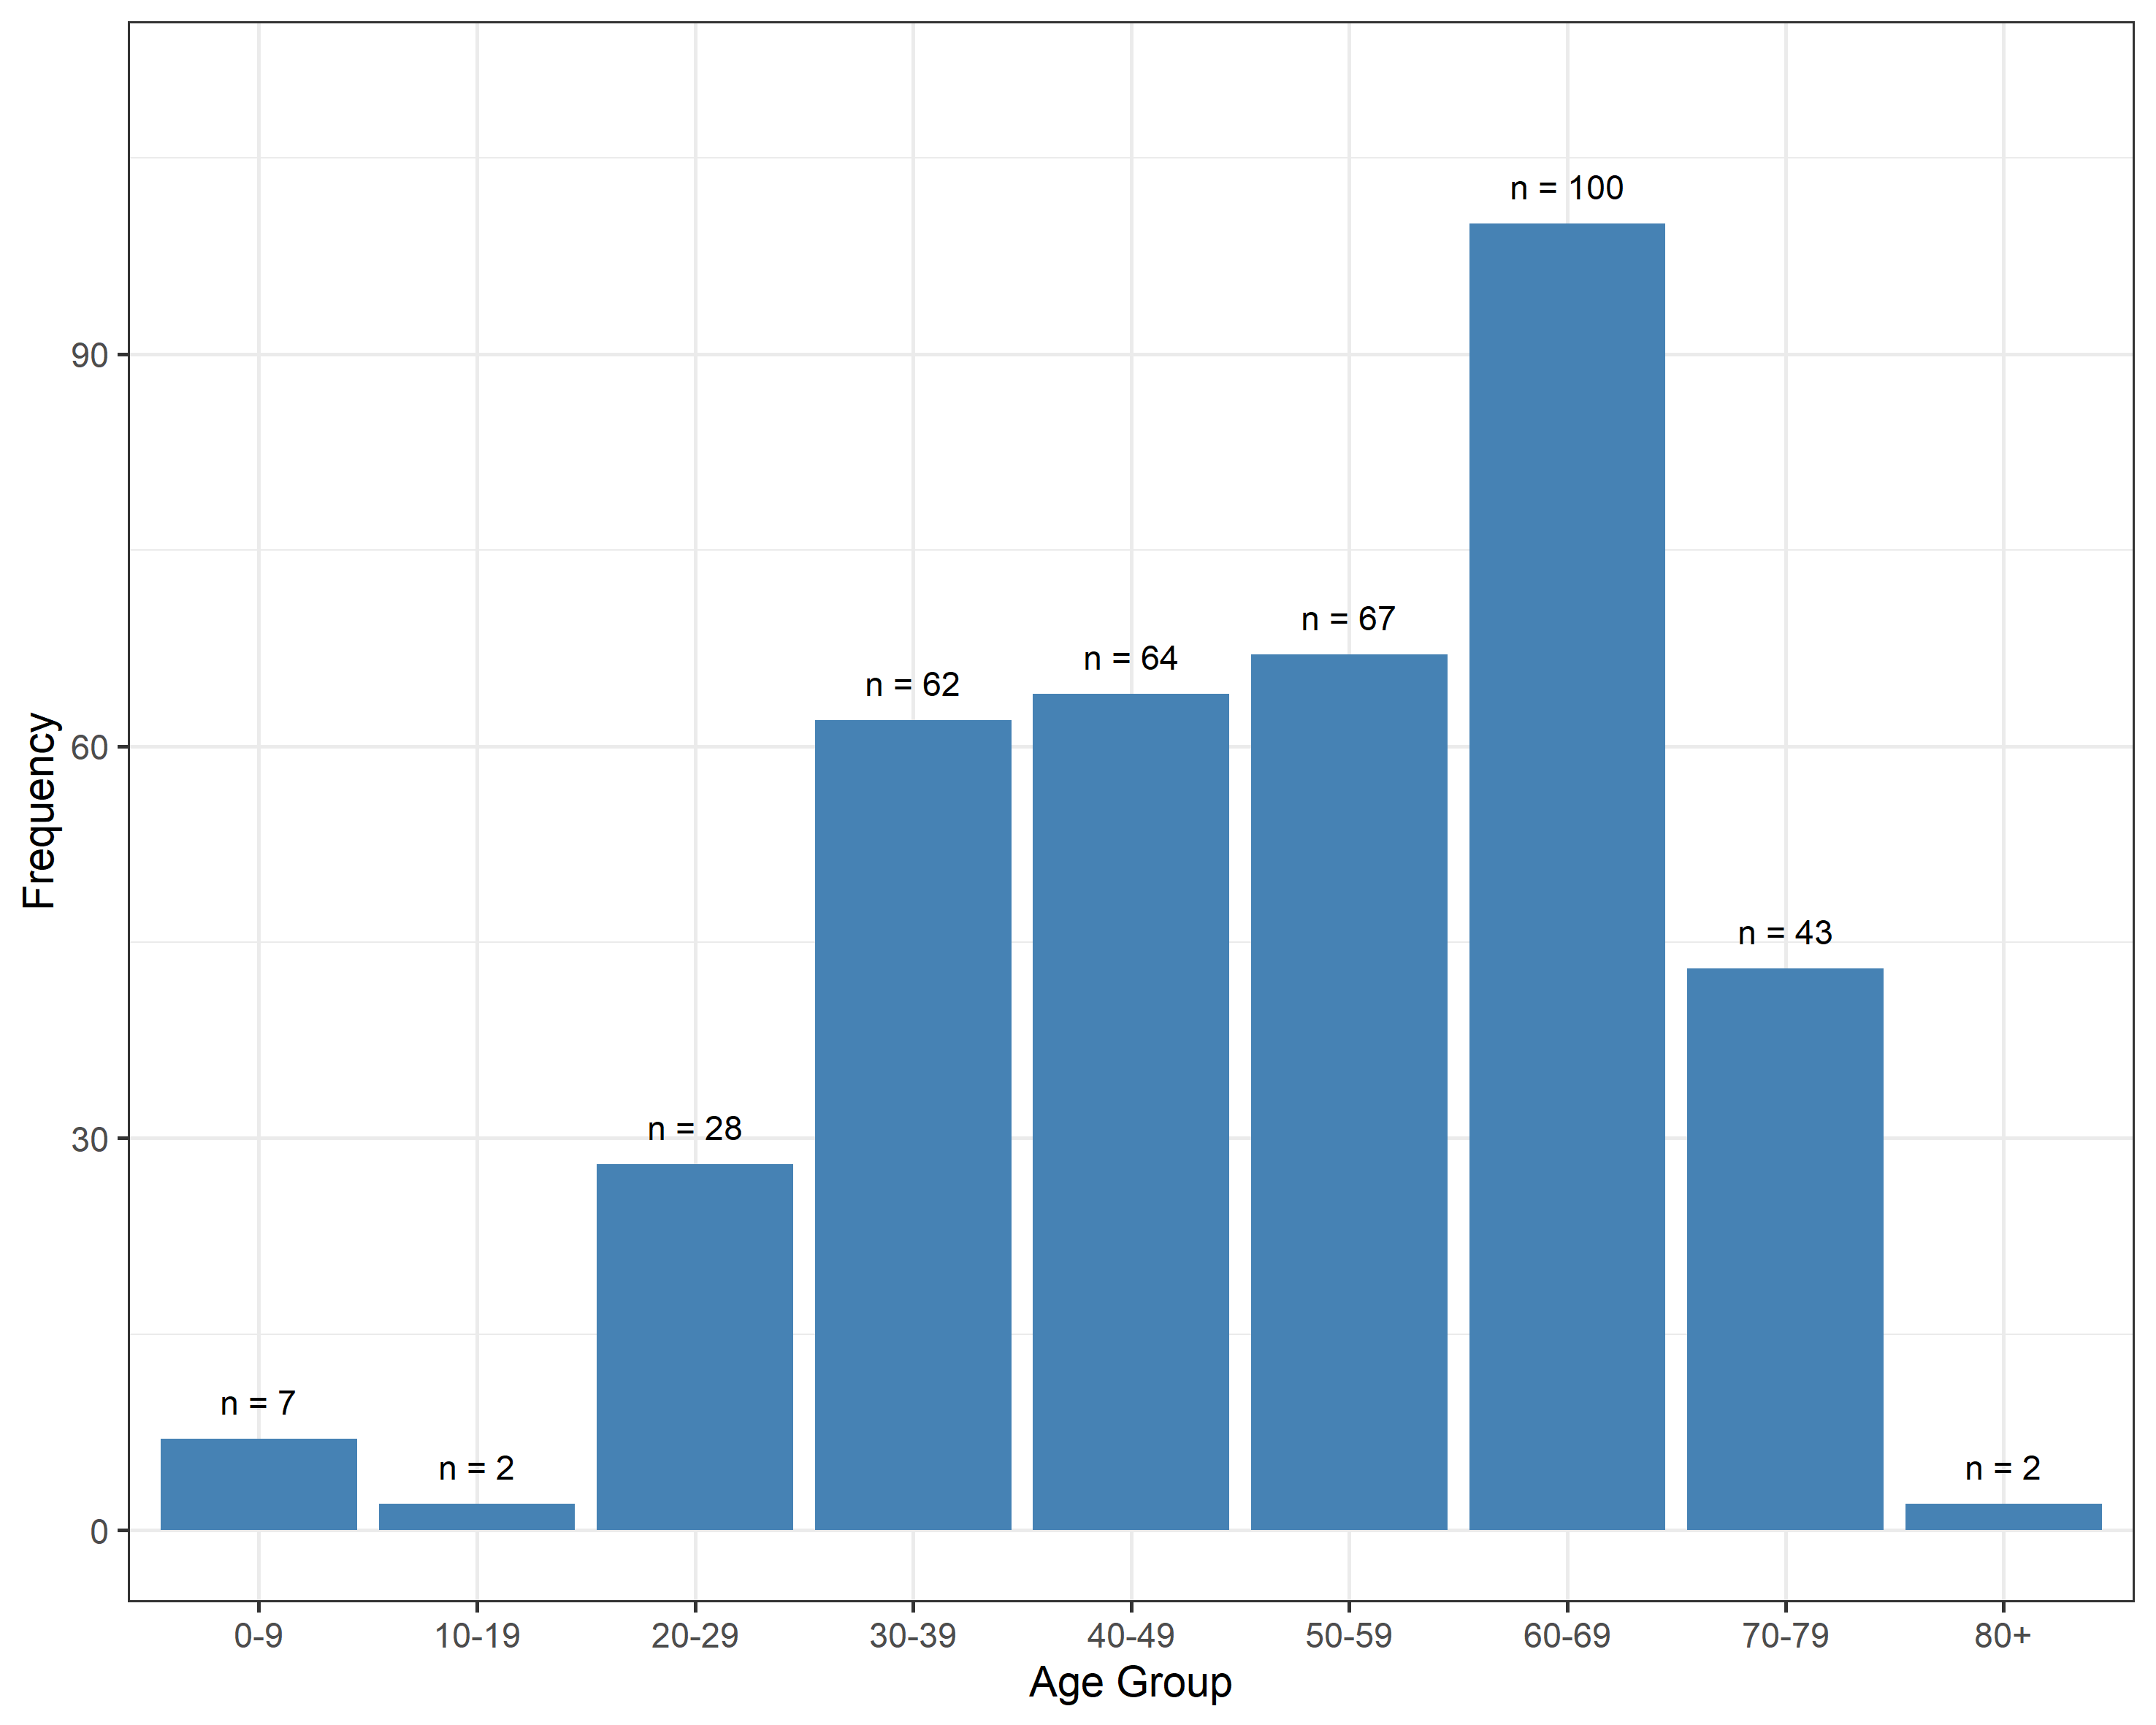 n = 100
90
n = 67
n = 64
n = 62
60
Frequency
n = 43
n = 28
30
n = 7
n = 2
n = 2
0
0-9 10-19 20-29 30-39 40-49 50-59 60-69 70-79 80+
Age Group